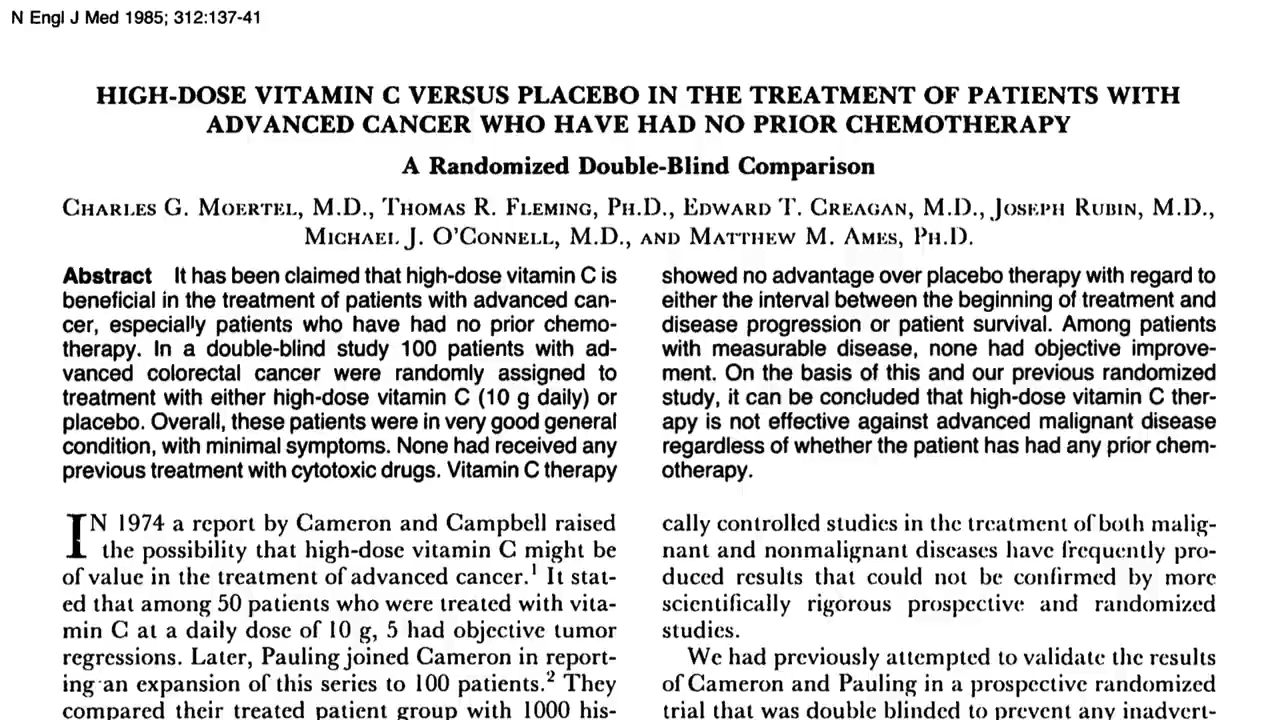 N Engl J Med 1985; 312:137-41
HIGH-DOSE VITAMIN C VERSUS PLACEBO IN THE TREATMENT OF PATIENTS WITH
ADVANCED CANCER WHO HAVE HAD NO PRIOR CHEMOTHERAPY
A Randomized Double-Blind Comparison
Charles G. Moertel, M.D., Thomas R. Fleming, Ph.D., Edward T. Creagan, M.D., Joseph Rubin, M.D.,
Michael J. O'Connell, M.D., and Matthew M. Ames, Ph.D.
Abstract It has been claimed that high-dose vitamin C is
beneficial in the treatment of patients with advanced can-
cer, especially patients who have had no prior chemo-
therapy. In a double-blind study 100 patients with ad-
vanced colorectal cancer were randomly assigned to
treatment with either high-dose vitamin C (10 g daily) or
placebo. Overall, these patients were in very good general
condition, with minimal symptoms. None had received any
previous treatment with cytotoxic drugs. Vitamin C therapy
showed no advantage over placebo therapy with regard to
either the interval between the beginning of treatment and
disease progression or patient survival. Among patients
with measurable disease, none had objective improve-
ment. On the basis of this and our previous randomized
study, it can be concluded that high-dose vitamin C ther-
apy is not effective against advanced malignant disease
regardless of whether the patient has had any prior chem-
otherapy.
IN 1974 a report by Cameron and Campbell raised
the possibility that high-dose vitamin C might be
of value in the treatment of advanced cancer.¹ It stat-
ed that among 50 patients who were treated with vita-
min C at a daily dose of 10 g, 5 had objective tumor
regressions. Later, Pauling joined Cameron in report-
ing an expansion of this series to 100 patients.² They
compared their treated patient group with 1000 his-
cally controlled studies in the treatment of both malig-
nant and nonmalignant diseases have frequently pro-
duced results that could not be confirmed by more
scientifically rigorous prospective and randomized
studies.
We had previously attempted to validate the results
of Cameron and Pauling in a prospective randomized
trial that was double blinded to prevent any inadvert-